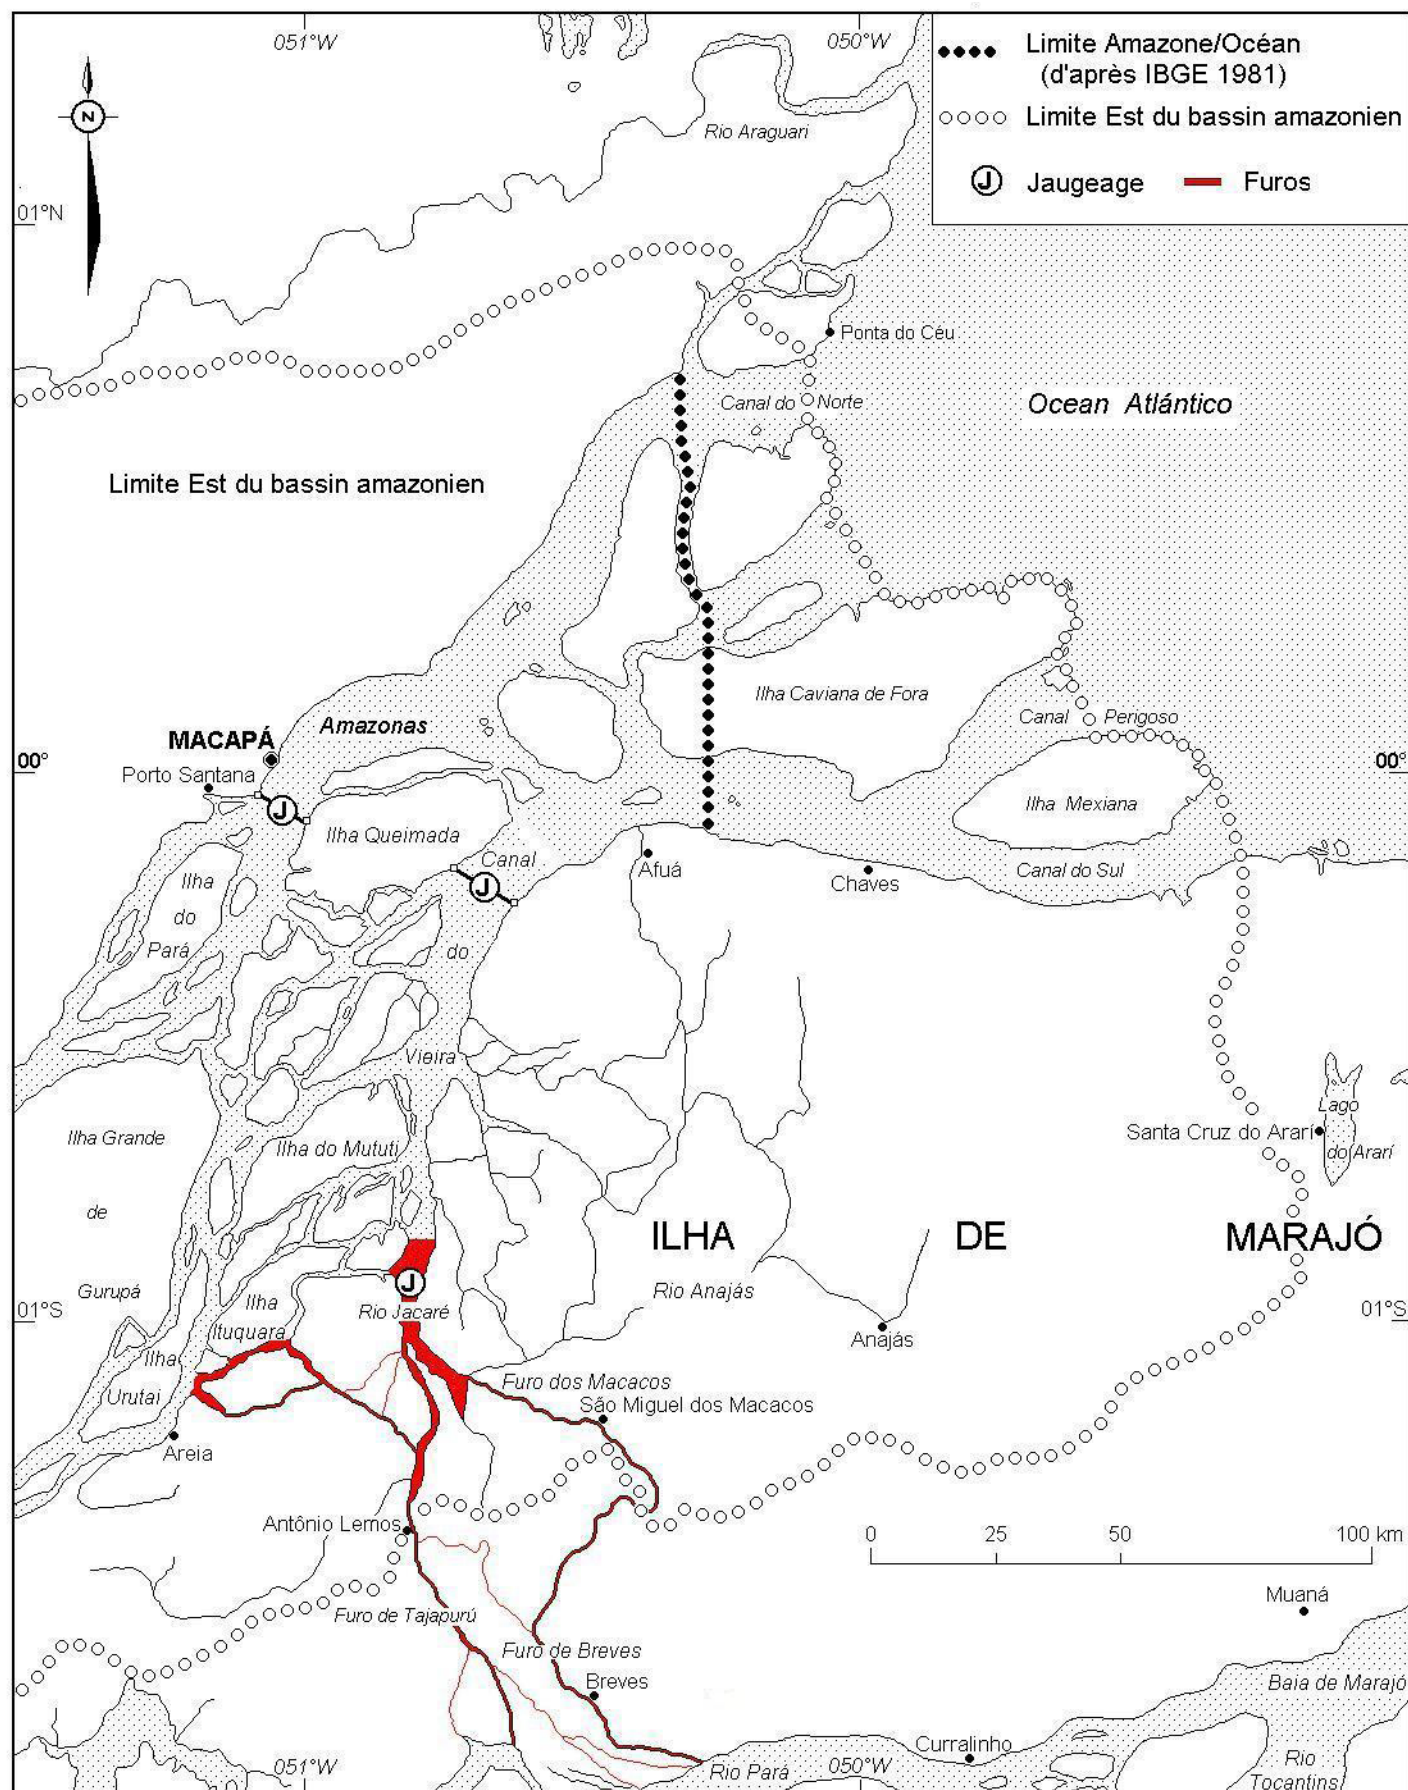 051°W
050°W
Limite Amazone/Océan
(d'après IBGE 1981)
Limite Est du bassin amazonien
J Jaugeage
Furos
N
Rio Araguari
01°N
Ponta do Céu
Canal do Norte
Ocean Atlántico
Limite Est du bassin amazonien
Ilha Caviana de Fora
Canal Perigoso
Amazonas
MACAPÁ
00°
00°
Porto Santana
J
Ilha Mexiana
Ilha Queimada
Canal
Afuá
Canal do Sul
Chaves
J
Ilha
do
Pará
do
Vieira
Lago
do Ararí
Santa Cruz do Ararí
Ilha Grande
de
Gurupá
Ilha do Mututi
ILHA DE MARAJÓ
J
Rio Anajás
Rio Jacaré
Ilha
Ituquara
01°S
01°S
Anajás
Ilha
Urutai
Furo dos Macacos
São Miguel dos Macacos
Areia
Antônio Lemos
0 25 50 100 km
Muaná
Furo de Tajapurú
Furo de Breves
Breves
Baia de Marajó
Curralinho
051°W
Rio Pará
050°W
Rio
Tocantins